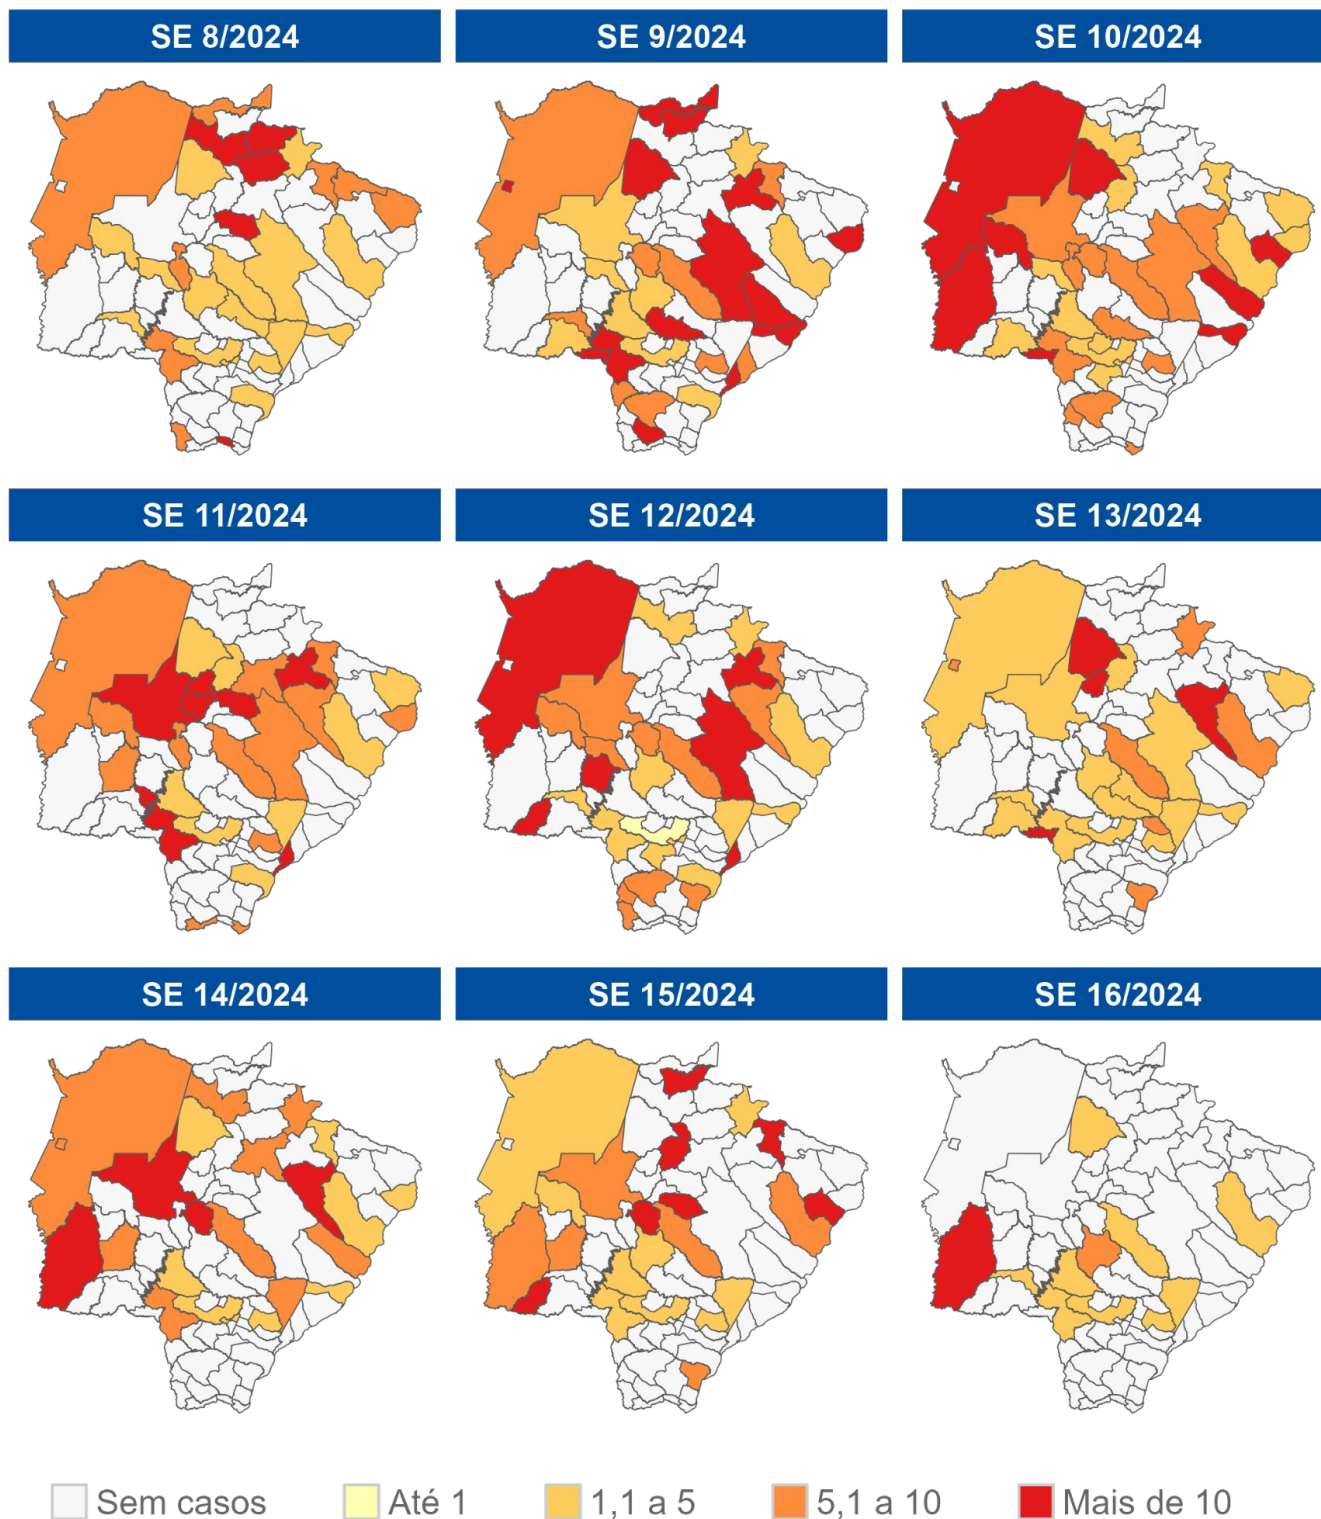 SE 8/2024
SE 9/2024
SE 10/2024
SE 11/2024
SE 12/2024
SE 13/2024
SE 14/2024
SE 15/2024
SE 16/2024
Sem casos
Até 1
1,1 a 5
5,1 a 10
Mais de 10